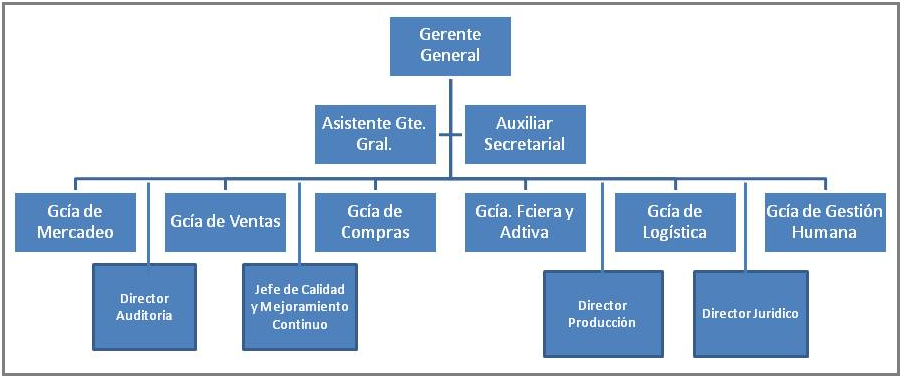 Gerente
General
Asistente Gte.
Gral.
Auxiliar
Secretarial
Gcía de
Mercadeo
Gcía de Ventas
Gcía de
Compras
Gcía. Fciera y
Adtiva
Gcía de
Logística
Gcía de Gestión
Humana
Director
Auditoria
Jefe de Calidad
y Mejoramiento
Continuo
Director
Producción
Director Juridico